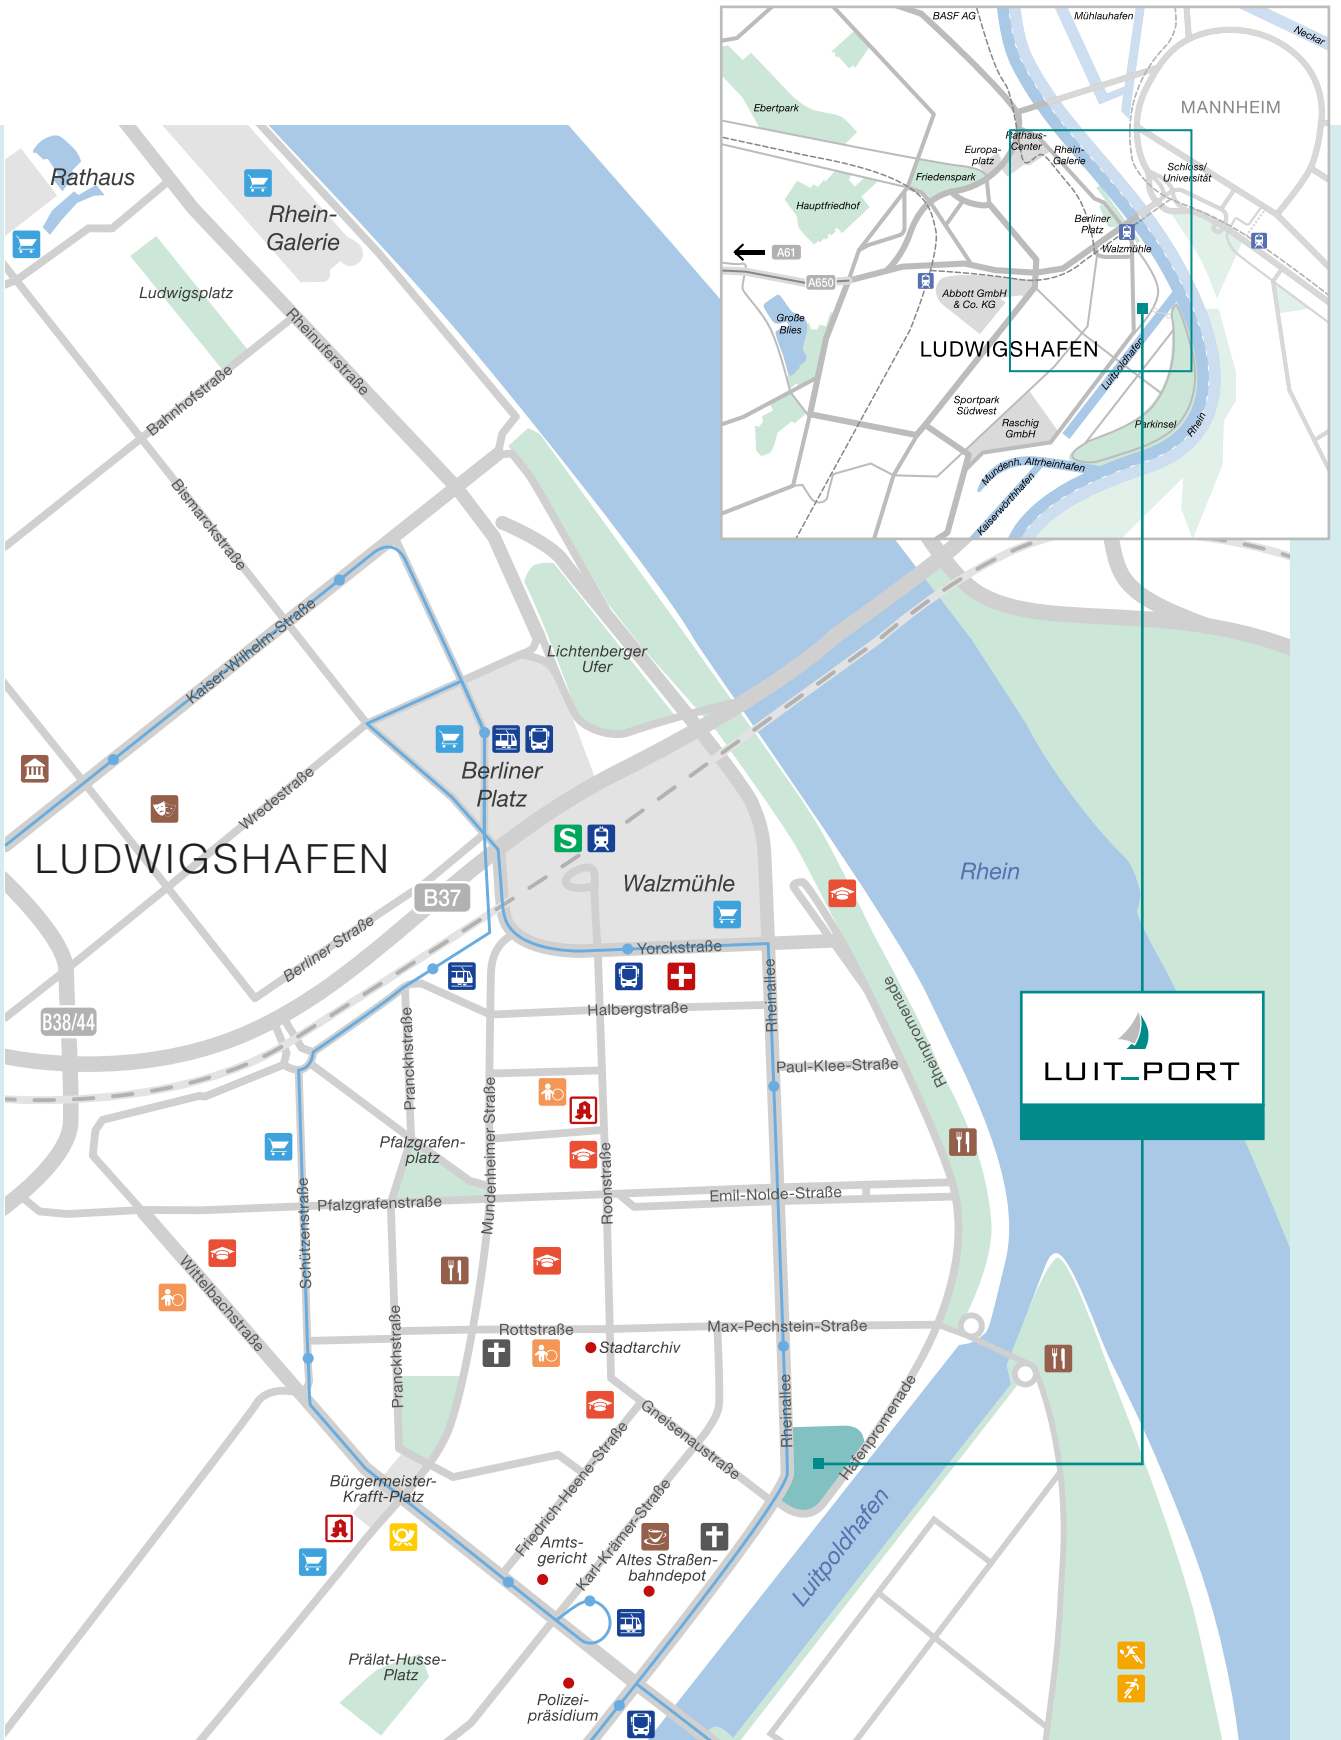 BASF AG
Mühlauhafen
Neckar
Ebertpark
MANNHEIM
Rathaus-
Center
Europa-
platz
Rhein-
Galerie
Friedenspark
Schloss/
Universität
Hauptfriedhof
Berliner
Platz
Walzmühle
A61
A650
Abbott GmbH
& Co. KG
Große
Blies
LUDWIGSHAFEN
Luitpoldhafen
Sportpark
Südwest
Raschig
GmbH
Parkinsel
Rhein
Mundenh. Altrheinhafen
Kaiserwörthhafen
Rathaus
Rhein-
Galerie
Ludwigsplatz
Rheinuferstraße
Bahnhofstraße
Bismarckstraße
Kaiser-Wilhelm-Straße
Lichtenberger
Ufer
Berliner
Platz
Wredestraße
LUDWIGSHAFEN
S
Walzmühle
Rhein
B37
Berliner Straße
Yorckstraße
B38/44
Halbergstraße
Rheinallee
Rheinpromenade
Pranckhstraße
Paul-Klee-Straße
LUIT_PORT
Mundenheimer Straße
A
Pfalzgrafen-
platz
Roonstraße
Emil-Nolde-Straße
Pfalzgrafenstraße
Schützenstraße
Wittelbachstraße
Pranckhstraße
Rottstraße
Max-Pechstein-Straße
Stadtarchiv
Rheinallee
Gneisenaustraße
Hafenpromenade
Friedrich-Heene-Straße
Bürgermeister-
Krafft-Platz
A
Karl-Krämer-Straße
Amts-
gericht
Altes Straßen-
bahndepot
Luitpoldhafen
Prälat-Husse-
Platz
Polizei-
präsidium